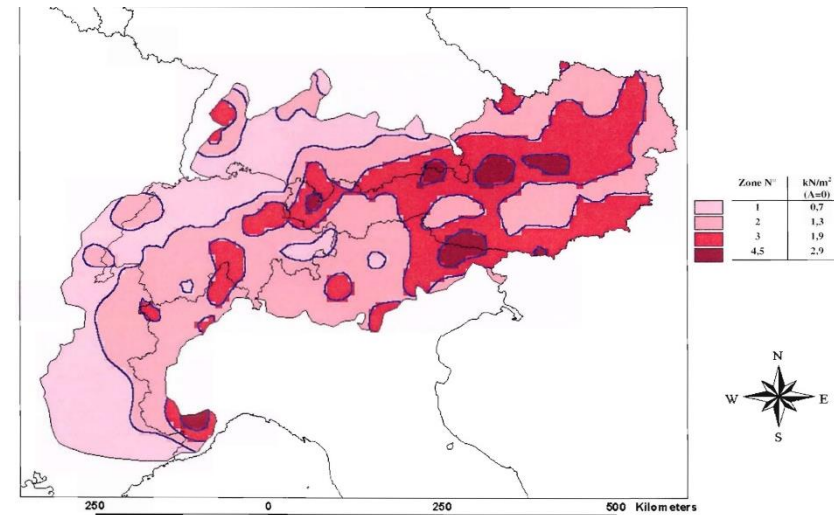 Zone N° kN/m²
(A=0)
1 0,7
2 1,3
3 1,9
4.5 2,9
N
W E
S
250 0 250 500 Kilometers